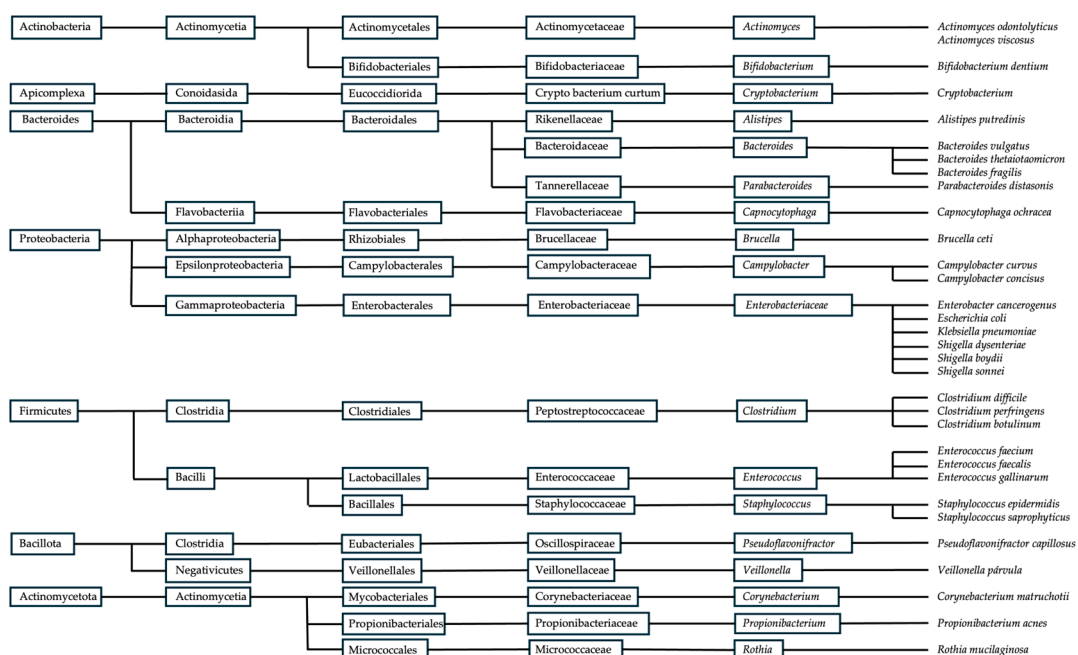 Actinobacteria Actinomycetia Actinomycetales Actinomycetaceae Actinomyces Actinomyces odontolyticus
Actinomyces viscosus
Bifidobacteriales Bifidobacteriaceae Bifidobacterium Bifidobacterium dentium
Apicomplexa Conoidasida Eucoccidiorida Crypto bacterium curtum Cryptobacterium Cryptobacterium
Bacteroides Bacteroidia Bacteroidales Rikenellaceae Alistipes Alistipes putredinis
Bacteroidaceae Bacteroides Bacteroides vulgatus
Bacteroides thetaiotaomicron
Bacteroides fragilis
Tannerellaceae Parabacteroides Parabacteroides distasonis
Flavobacteriia Flavobacteriales Flavobacteriaceae Capnocytophaga Capnocytophaga ochracea
Proteobacteria Alphaproteobacteria Rhizobiales Brucellaceae Brucella Brucella ceti
Epsilonproteobacteria Campylobacterales Campylobacteraceae Campylobacter Campylobacter curvus
Campylobacter concisus
Gammaproteobacteria Enterobacterales Enterobacteriaceae Enterobacteriaceae Enterobacter cancerogenus
Escherichia coli
Klebsiella pneumoniae
Shigella dysenteriae
Shigella boydii
Shigella sonnei
Clostridium difficile
Firmicutes Clostridia Clostridiales Peptostreptococcaceae Clostridium Clostridium perfringens
Clostridium botulinum
Enterococcus faecium
Enterococcus faecalis
Bacilli Lactobacillales Enterococcaceae Enterococcus Enterococcus gallinarum
Bacillales Staphylococcaceae Staphylococcus Staphylococcus epidermidis
Staphylococcus saprophyticus
Bacillota Clostridia Eubacteriales Oscillospiraceae Pseudoflavonifractor Pseudoflavonifractor capillosus
Negativicutes Veillonellales Veillonellaceae Veillonella Veillonella párvula
Actinomycetota Actinomycetia Mycobacteriales Corynebacteriaceae Corynebacterium Corynebacterium matruchotii
Propionibacteriales Propionibacteriaceae Propionibacterium Propionibacterium acnes
Micrococcales Micrococcaceae Rothia Rothia mucilaginosa